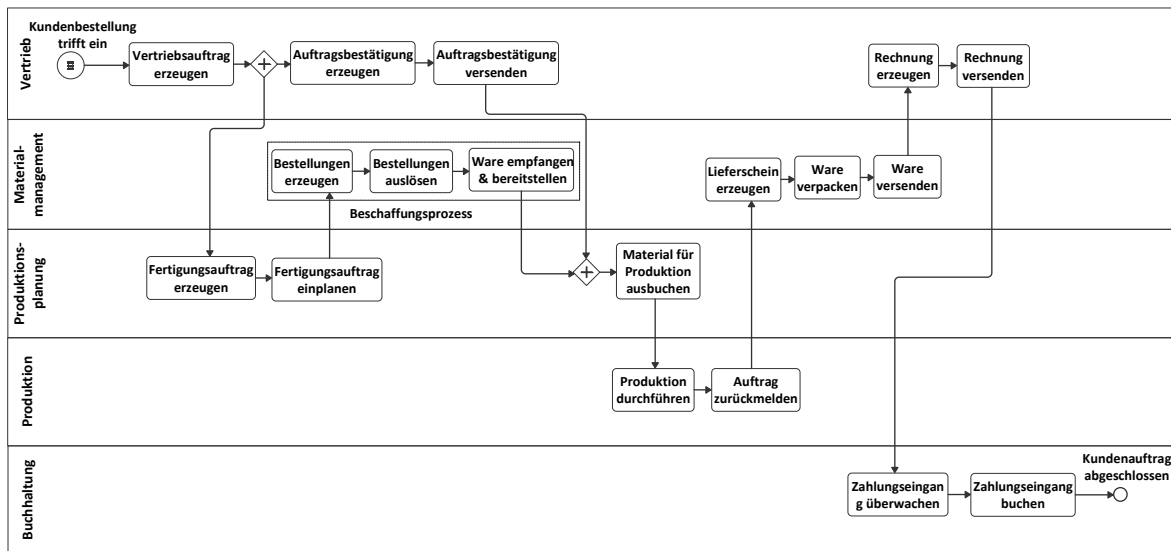 Vertrieb
Kundenbestellung
trifft ein
Vertriebsauftrag
erzeugen
Auftragsbestätigung
erzeugen
Auftragsbestätigung
versenden
Rechnung
erzeugen
Rechnung
versenden
Material-
management
Bestellungen
erzeugen
Bestellungen
auslösen
Ware empfangen
& bereitstellen
Beschaffungsprozess
Lieferschein
erzeugen
Ware
verpacken
Ware
versenden
Produktions-
planung
Fertigungsauftrag
erzeugen
Fertigungsauftrag
einplanen
Material für
Produktion
ausbuchen
Produktion
Produktion
durchführen
Auftrag
zurückmelden
Buchhaltung
Zahlungseingan
g überwachen
Zahlungseingang
buchen
Kundenauftrag
abgeschlossen